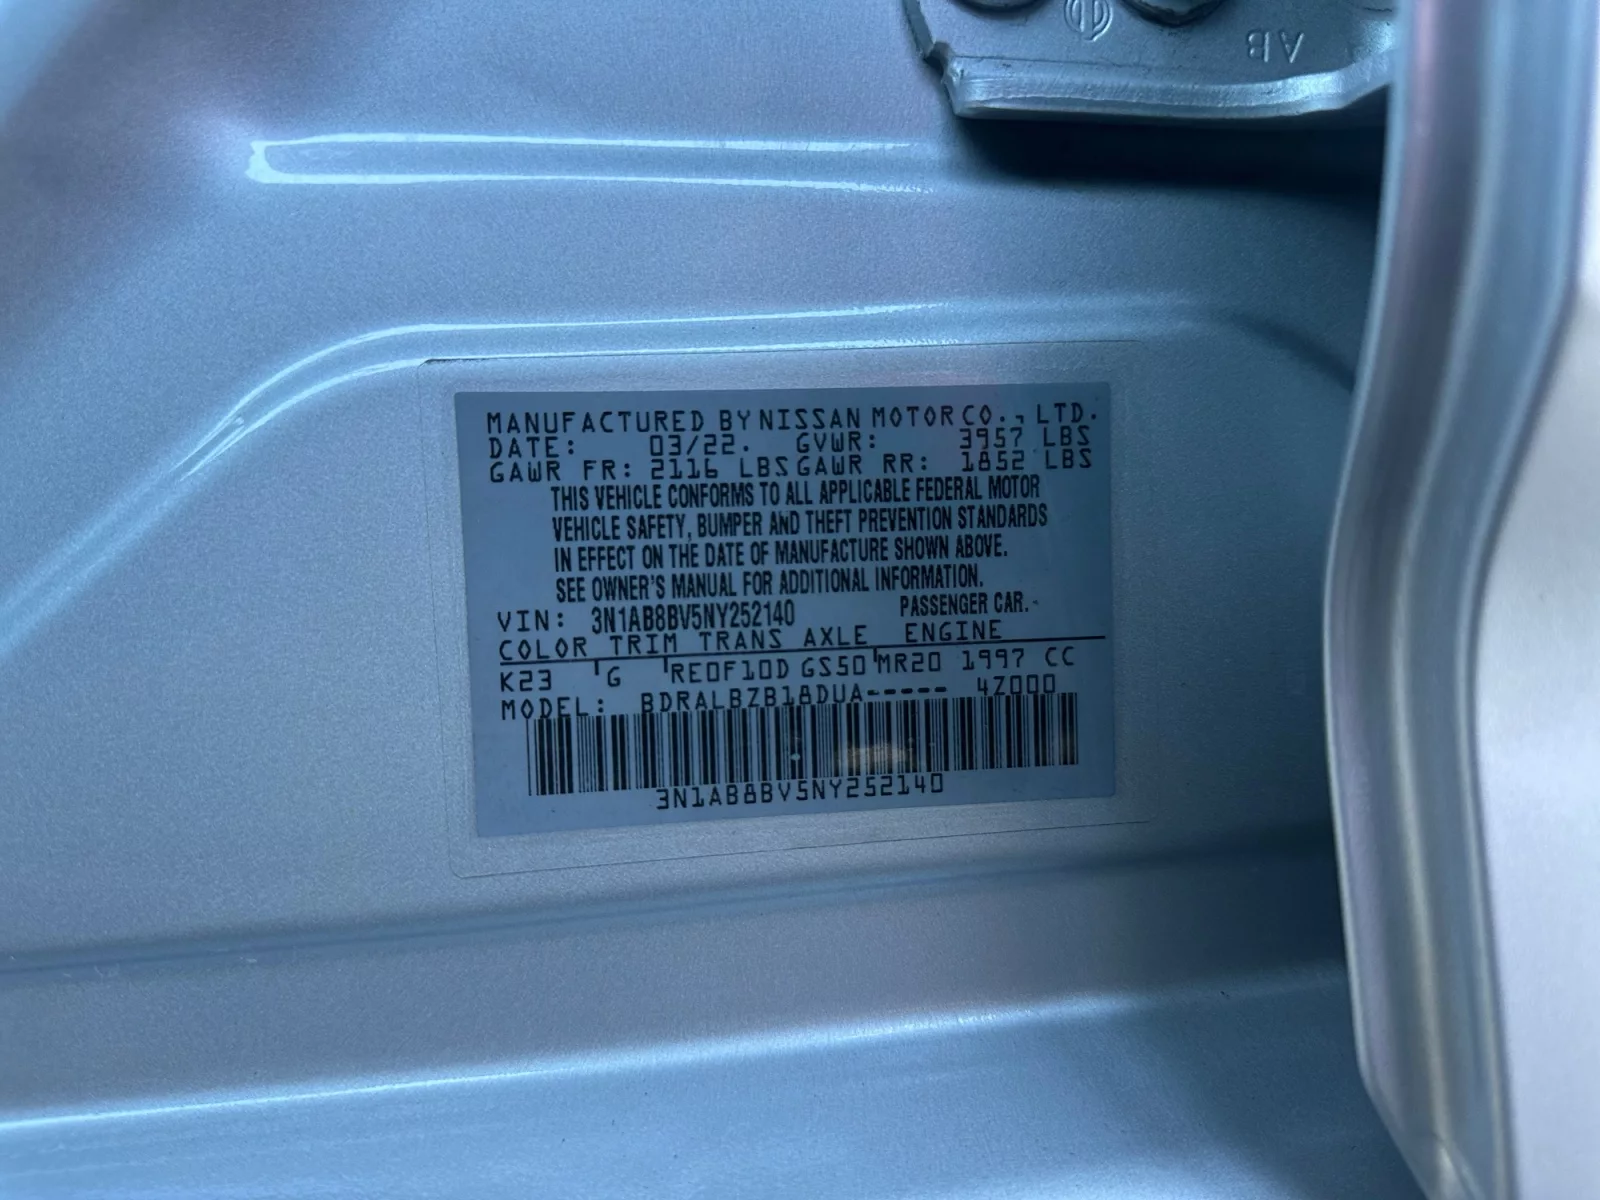 AB
MANUFACTURED BY NISSAN MOTOR CO., LTD.
DATE: 03/22. GVWR: 3957 LBS
GAWR FR: 2116 LBS GAWR RR: 1852 LBS
THIS VEHICLE CONFORMS TO ALL APPLICABLE FEDERAL MOTOR
VEHICLE SAFETY, BUMPER AND THEFT PREVENTION STANDARDS
IN EFFECT ON THE DATE OF MANUFACTURE SHOWN ABOVE.
SEE OWNER'S MANUAL FOR ADDITIONAL INFORMATION.
VIN: 3N1AB8BV5NY252140 PASSENGER CAR.
COLOR TRIM TRANS AXLE ENGINE
K23 G RE0F10D GS50 MR20 1997 CC
MODEL: BDRALBZB18DUA----- 4Z000
3N1AB8BV5NY252140